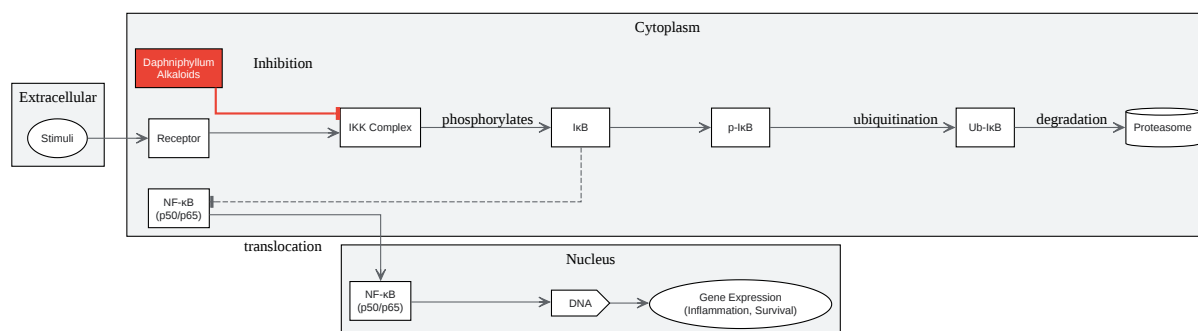 Cytoplasm
Daphniphyllum
Alkaloids
Inhibition
Extracellular
Stimuli
Receptor
IKK Complex
phosphorylates
IκB
p-IκB
ubiquitination
Ub-IκB
degradation
Proteasome
NF-κB
(p50/p65)
translocation
Nucleus
NF-κB
(p50/p65)
DNA
Gene Expression
(Inflammation, Survival)